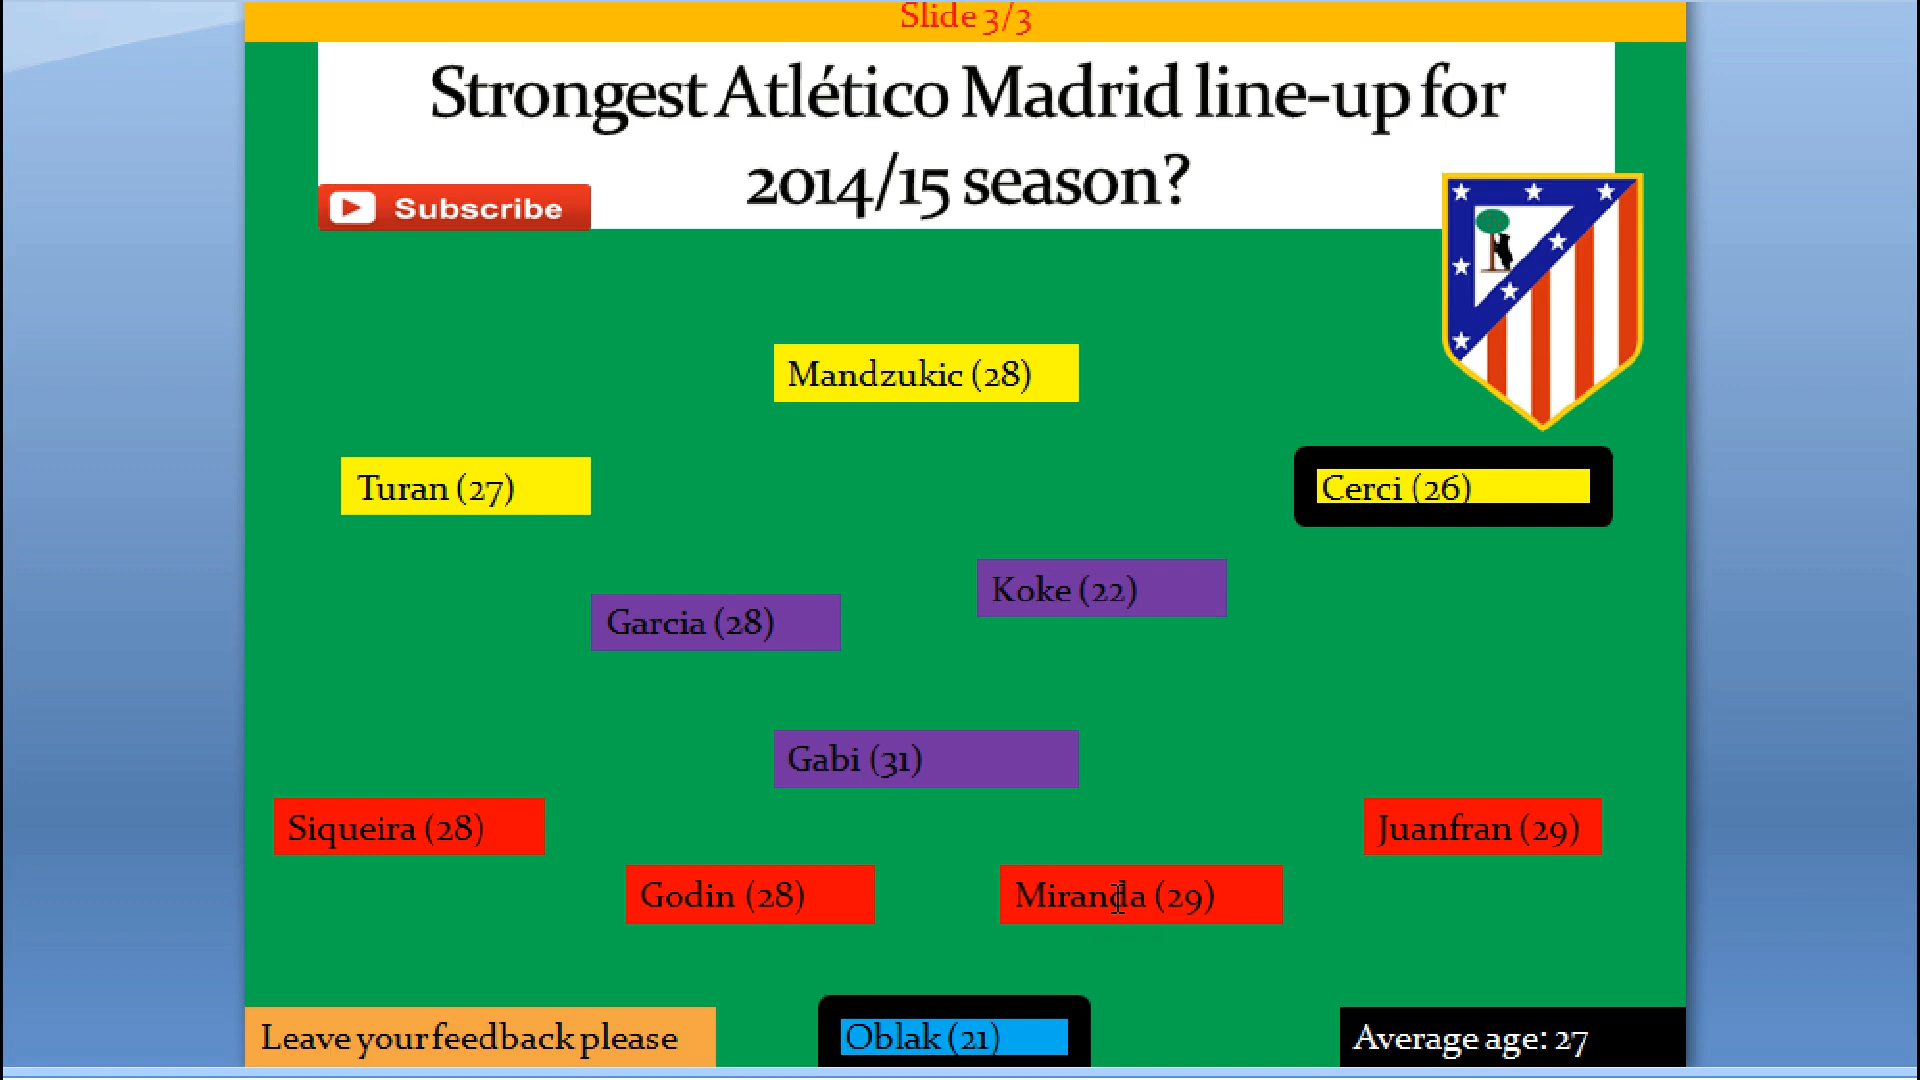 Slide 3/3
Strongest Atlético Madrid line-up for
2014/15 season?
Subscribe
Mandzukic (28)
Turan (27)
Cerci (26)
Koke (22)
Garcia (28)
Gabi (31)
Siqueira (28)
Juanfran (29)
Godin (28)
Miranda (29)
Leave your feedback please
Oblak (21)
Average age: 27